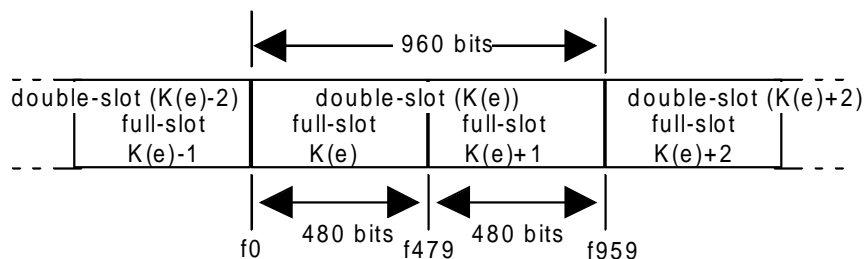 960 bits
double-slot (K(e)-2) double-slot (K(e)) double-slot (K(e)+2)
full-slot full-slot full-slot full-slot
K(e)-1 K(e) K(e)+1 K(e)+2
480 bits 480 bits
f0 f479 f959